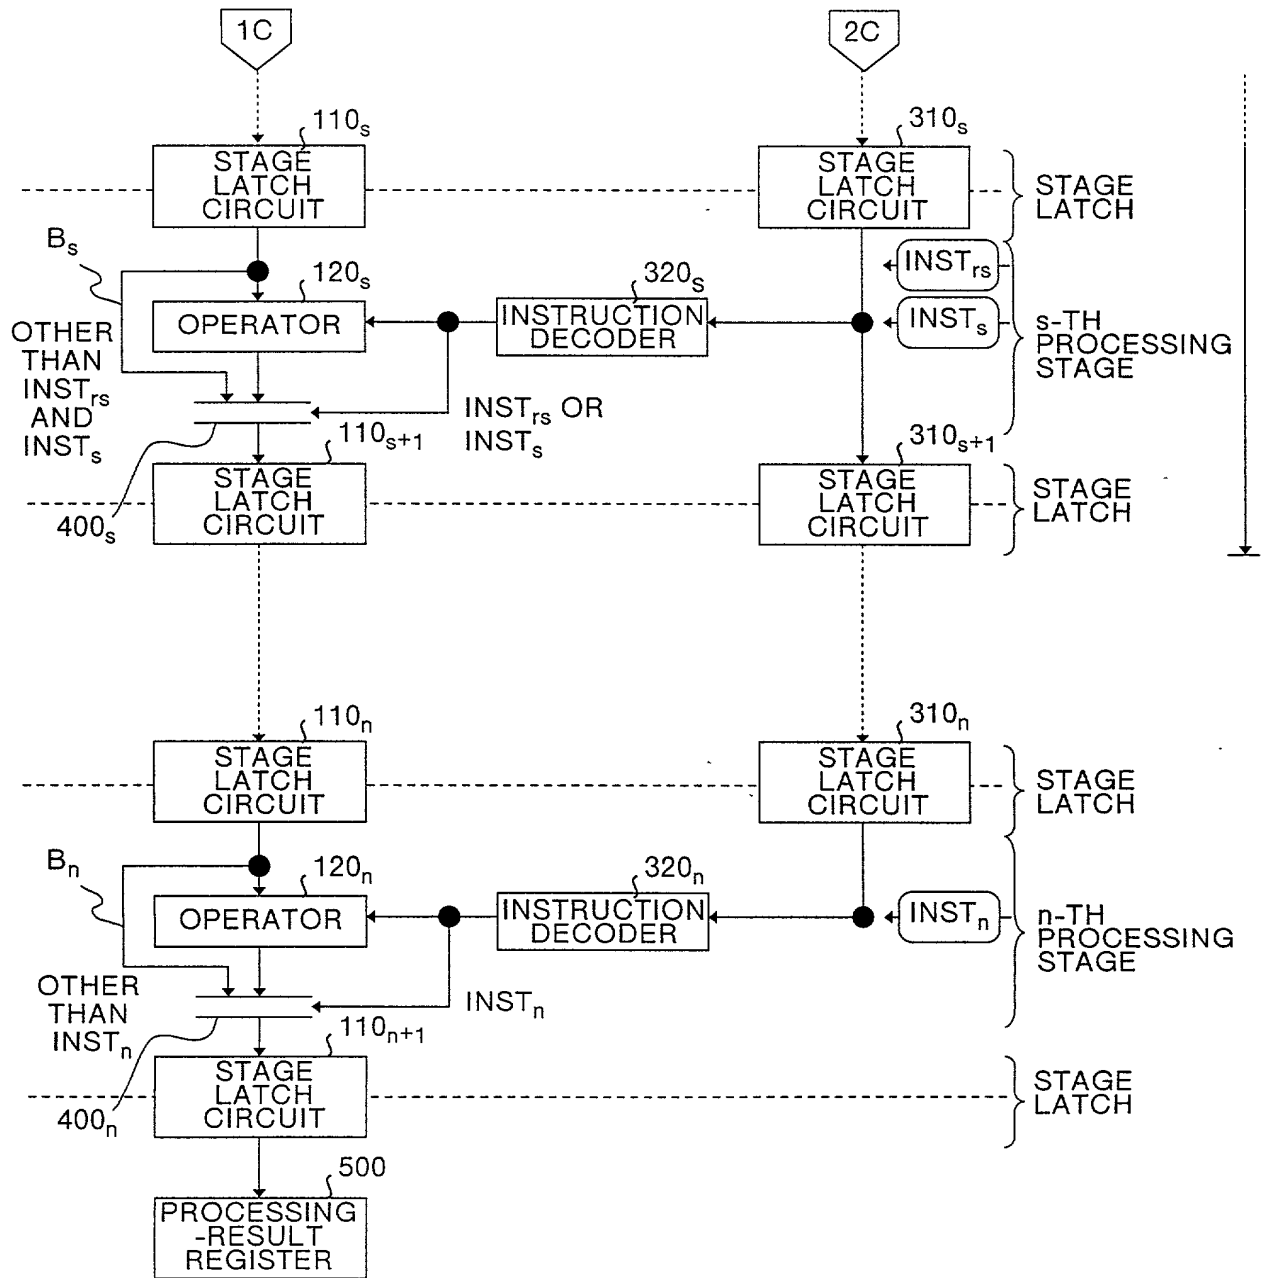 1C
2C
110s
310s
STAGE
LATCH
CIRCUIT
STAGE
LATCH
CIRCUIT
STAGE
LATCH
Bs
INSTrs
120s
320s
OPERATOR
INSTRUCTION
DECODER
INSTs
s-TH
PROCESSING
STAGE
OTHER
THAN
INSTrs
AND
INSTs
INSTrs OR
INSTs
110s+1
310s+1
STAGE
LATCH
CIRCUIT
STAGE
LATCH
CIRCUIT
STAGE
LATCH
400s
110n
310n
STAGE
LATCH
CIRCUIT
STAGE
LATCH
CIRCUIT
STAGE
LATCH
Bn
120n
320n
OPERATOR
INSTRUCTION
DECODER
INSTn
n-TH
PROCESSING
STAGE
OTHER
THAN
INSTn
INSTn
110n+1
STAGE
LATCH
CIRCUIT
STAGE
LATCH
400n
500
PROCESSING
-RESULT
REGISTER